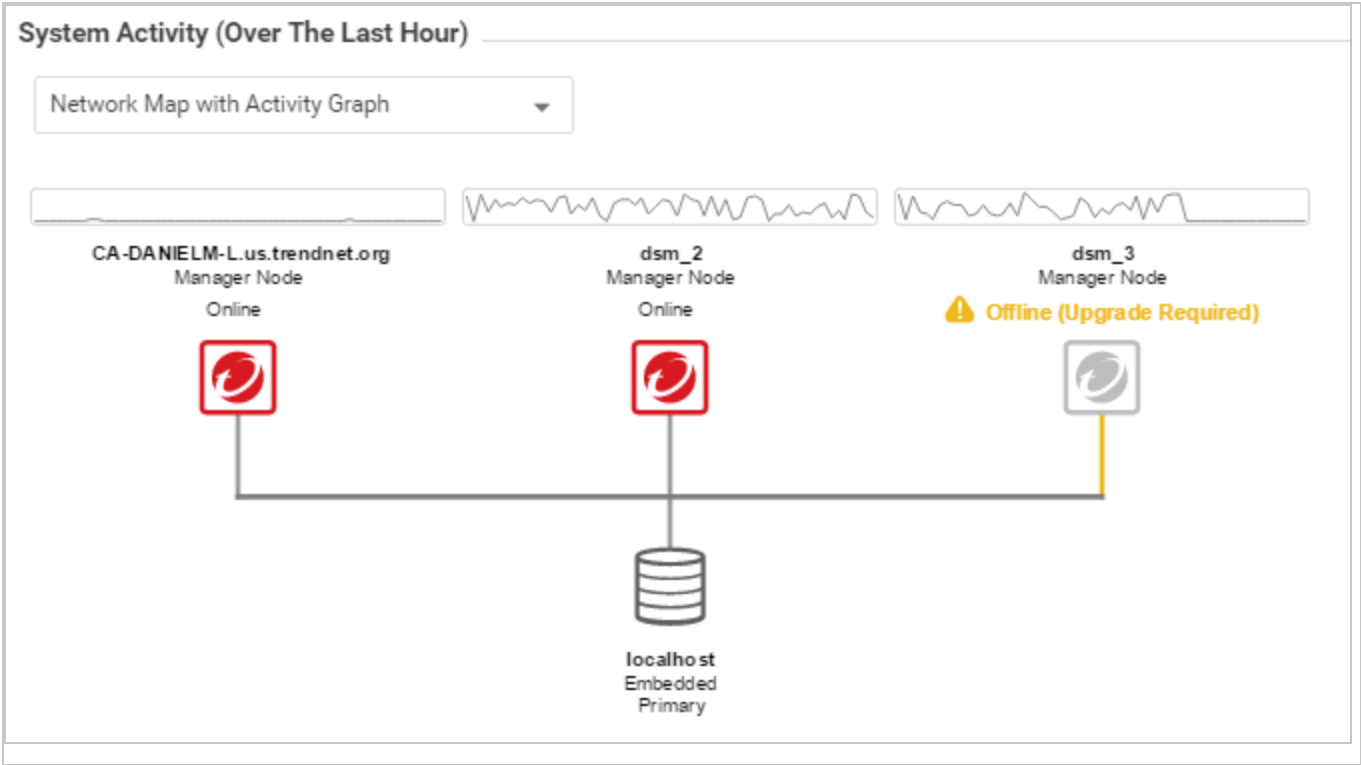 System Activity (Over The Last Hour)
Network Map with Activity Graph
CA-DANIELM-L.us.trendnet.org
Manager Node
Online
dsm_2
Manager Node
Online
dsm_3
Manager Node
Offline (Upgrade Required)
localhost
Embedded
Primary